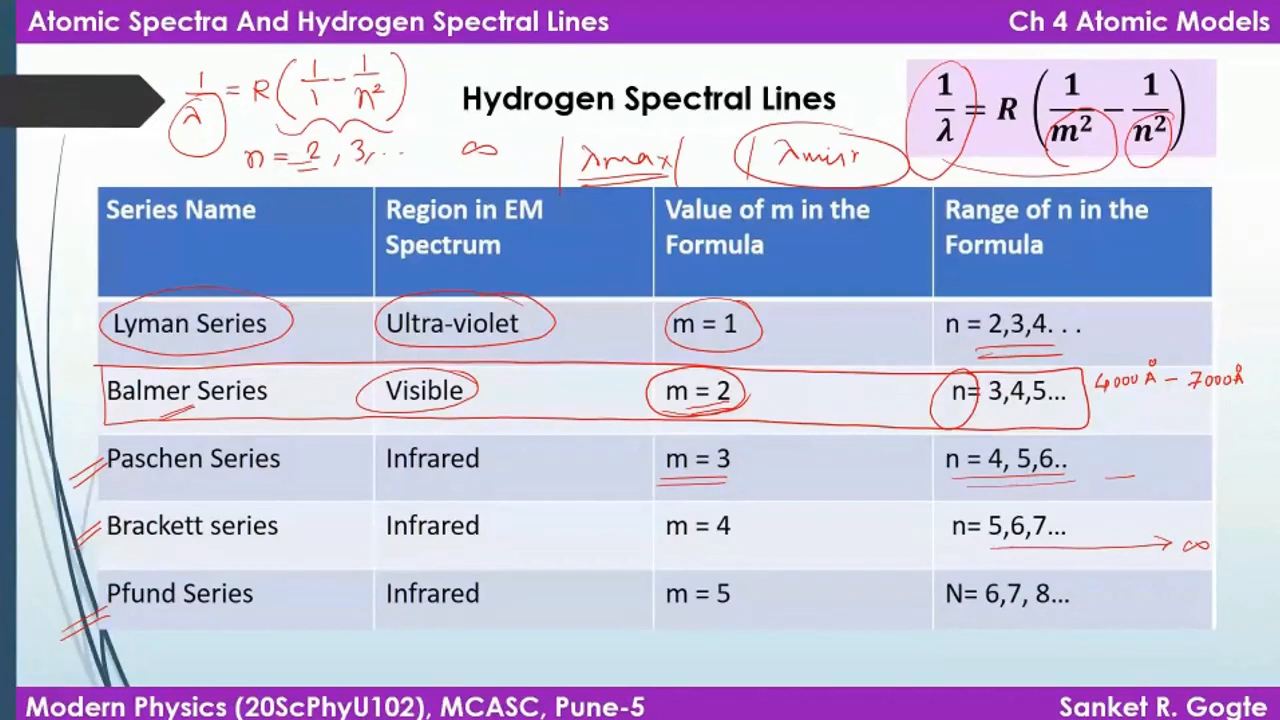 Atomic Spectra And Hydrogen Spectral Lines
Ch 4 Atomic Models
1/λ = R (1/1 − 1/n²)
n = 2, 3, ... ∞
Hydrogen Spectral Lines
1/λ = R (1/m² − 1/n²)
|λmax| |λmin|
Series Name
Region in EM Spectrum
Value of m in the Formula
Range of n in the Formula
Lyman Series Ultra-violet m = 1 n = 2,3,4. . .
Balmer Series Visible m = 2 n= 3,4,5... 4000Å − 7000Å
Paschen Series Infrared m = 3 n = 4, 5,6..
Brackett series Infrared m = 4 n= 5,6,7... → ∞
Pfund Series Infrared m = 5 N= 6,7, 8...
Modern Physics (20ScPhyU102), MCASC, Pune-5
Sanket R. Gogte